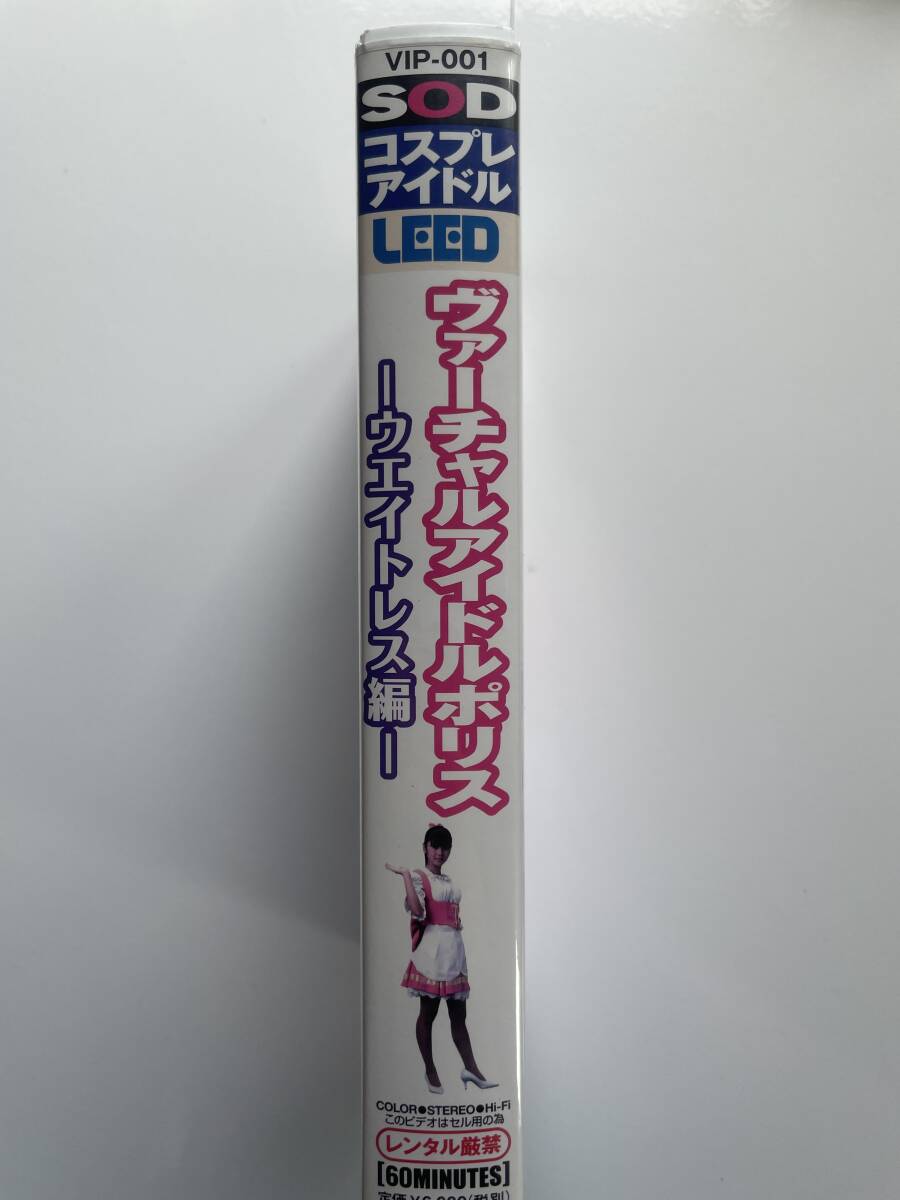 VIP-001
SOD
コスプレ
アイドル
LEED
ヴァーチャルアイドルポリス
ーウエイトレス編ー
COLOR●STEREO●Hi-Fi
このビデオはセル用の為
レンタル厳禁
[60MINUTES]